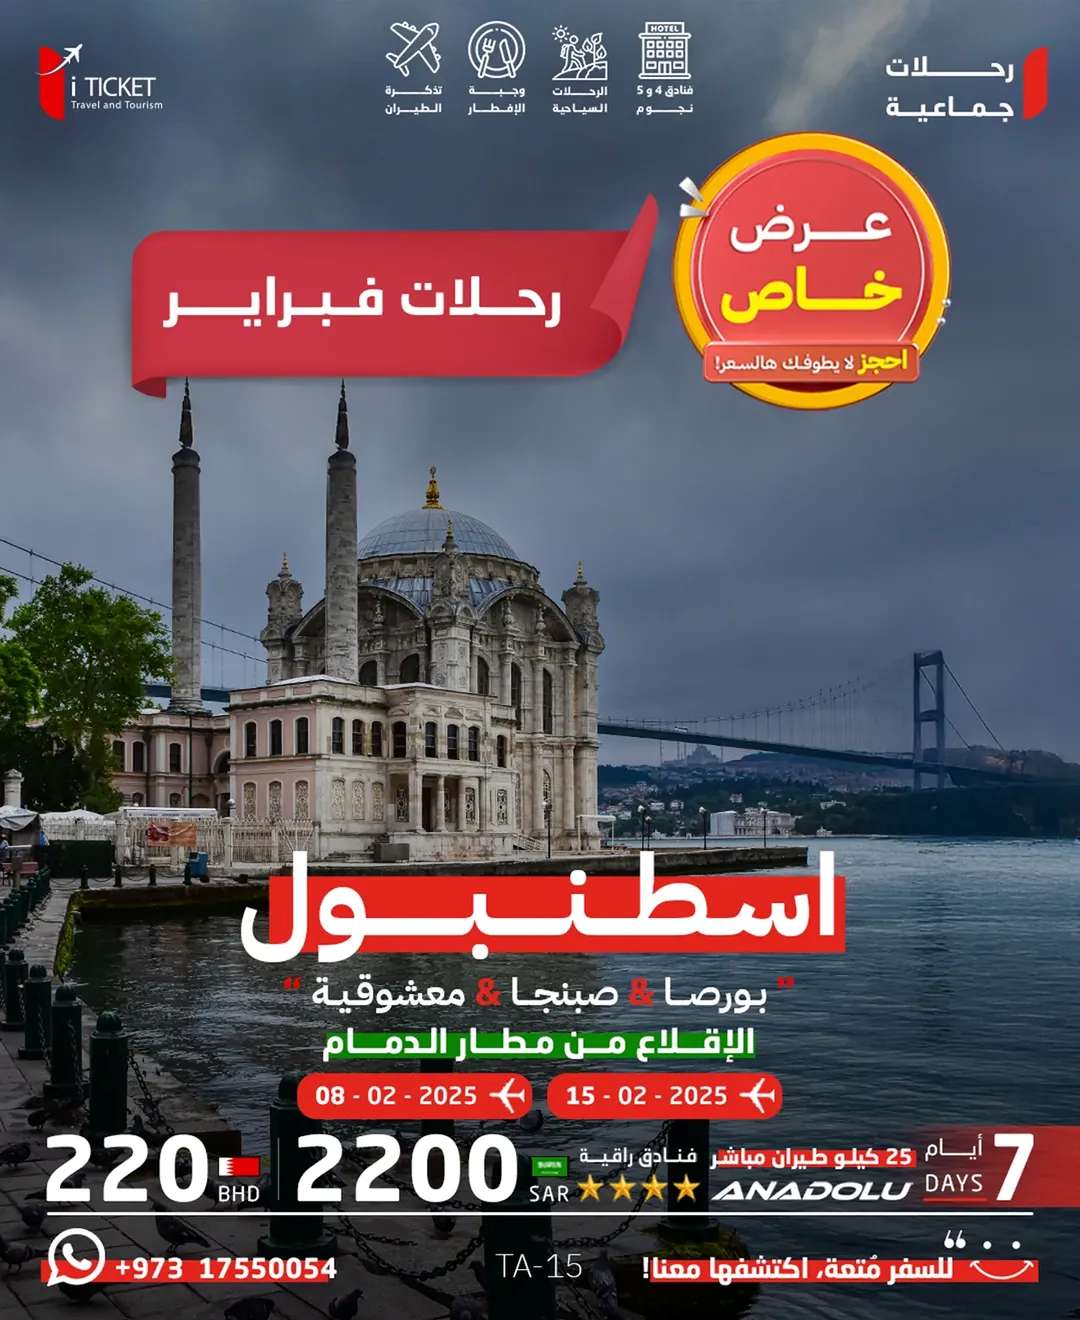 i TICKET
Travel and Tourism
تذكرة
الطيران
وجبة
الإفطار
الرحلات
السياحية
HOTEL
فنادق 4 و 5
نجوم
رحلات
جماعية
عرض
خاص
احجز لا يطوفك هالسعر!
رحلات فبراير
اسطنبول
" بورصا & صبنجا & معشوقية "
الإقلاع من مطار الدمام
08 - 02 - 2025
15 - 02 - 2025
220 BHD
2200 SAR
فنادق راقية
25 كيلو طيران مباشر
ANADOLU
7 أيام
DAYS
+973 17550054
TA-15
للسفر مُتعة، اكتشفها معنا!